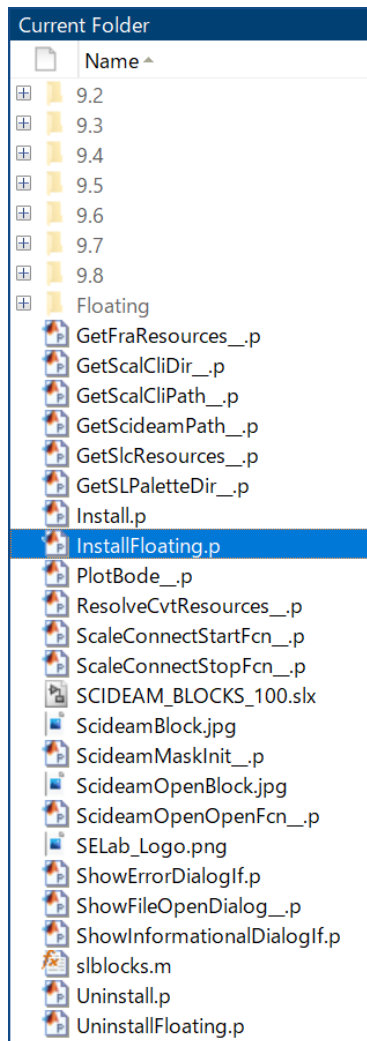 Current Folder
Name
9.2
9.3
9.4
9.5
9.6
9.7
9.8
Floating
GetFraResources__.p
GetScalCliDir__.p
GetScalCliPath__.p
GetScideamPath__.p
GetSlcResources__.p
GetSLPaletteDir__.p
Install.p
InstallFloating.p
PlotBode__.p
ResolveCvtResources__.p
ScaleConnectStartFcn__.p
ScaleConnectStopFcn__.p
SCIDEAM_BLOCKS_100.slx
ScideamBlock.jpg
ScideamMaskInit__.p
ScideamOpenBlock.jpg
ScideamOpenOpenFcn__.p
SELab_Logo.png
ShowErrorDialogIf.p
ShowFileOpenDialog__.p
ShowInformationalDialogIf.p
slblocks.m
Uninstall.p
UninstallFloating.p